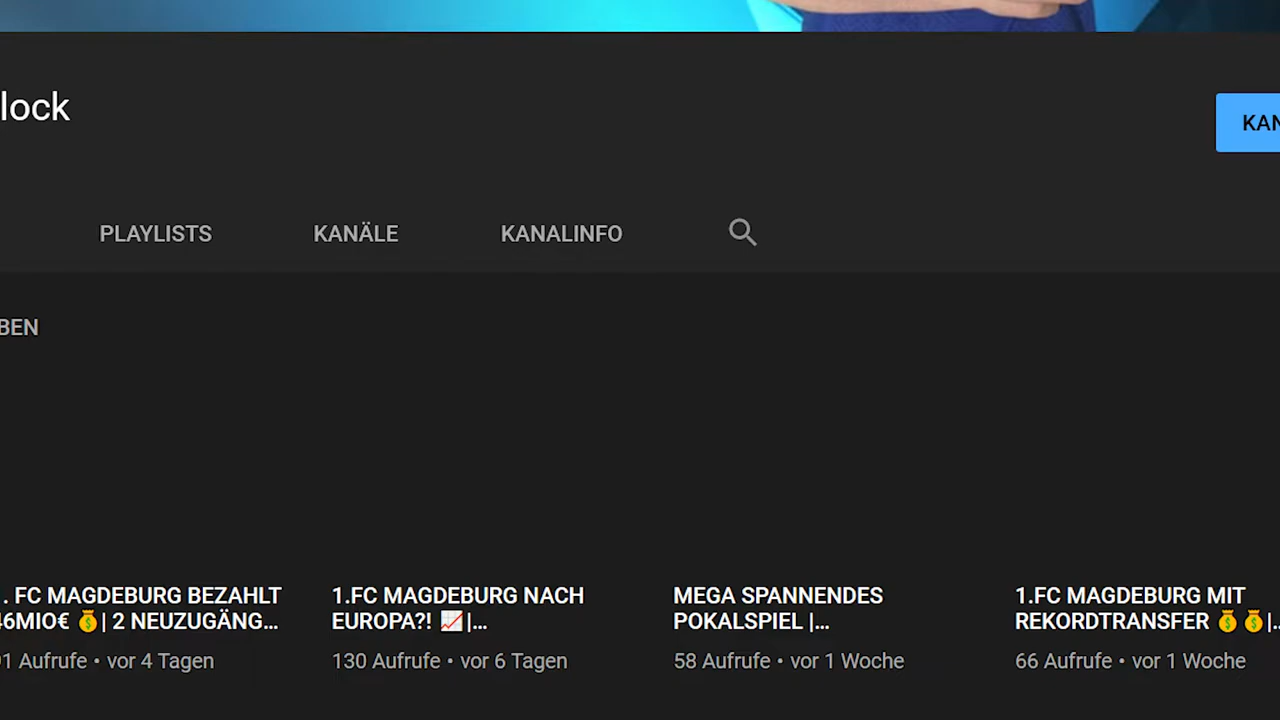 lock
KAN
PLAYLISTS KANÄLE KANALINFO
BEN
. FC MAGDEBURG BEZAHLT
46MIO€ 💰| 2 NEUZUGÄNG...
1 Aufrufe • vor 4 Tagen
1.FC MAGDEBURG NACH
EUROPA?! 📈|...
130 Aufrufe • vor 6 Tagen
MEGA SPANNENDES
POKALSPIEL |...
58 Aufrufe • vor 1 Woche
1.FC MAGDEBURG MIT
REKORDTRANSFER 💰💰|...
66 Aufrufe • vor 1 Woche